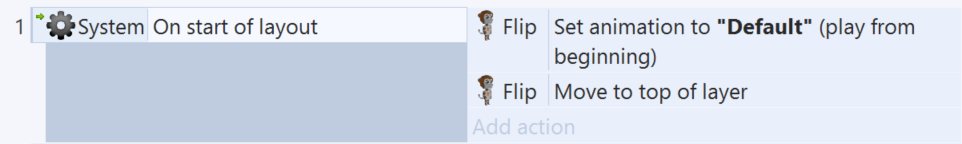 1 System On start of layout Flip Set animation to "Default" (play from
beginning)
Flip Move to top of layer
Add action